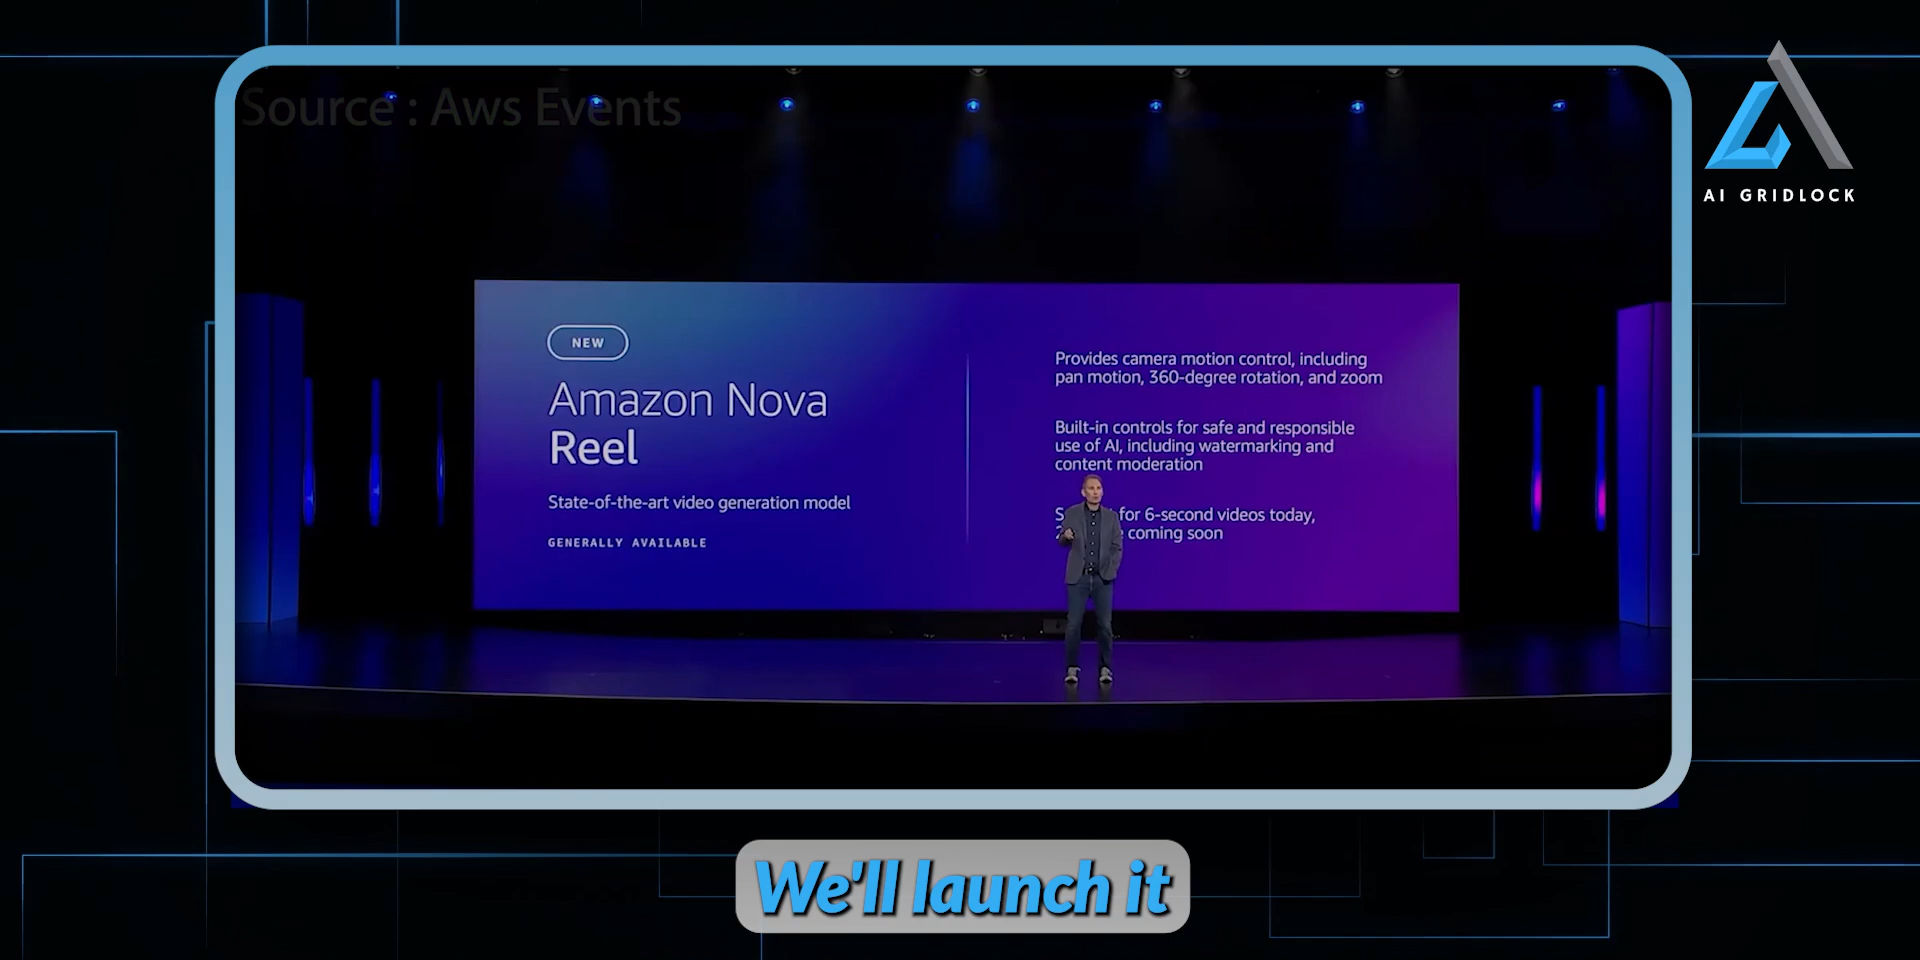 Source : Aws Events
AI GRIDLOCK
NEW
Amazon Nova
Reel
State-of-the-art video generation model
GENERALLY AVAILABLE
Provides camera motion control, including
pan motion, 360-degree rotation, and zoom
Built-in controls for safe and responsible
use of AI, including watermarking and
content moderation
for 6-second videos today,
coming soon
We'll launch it